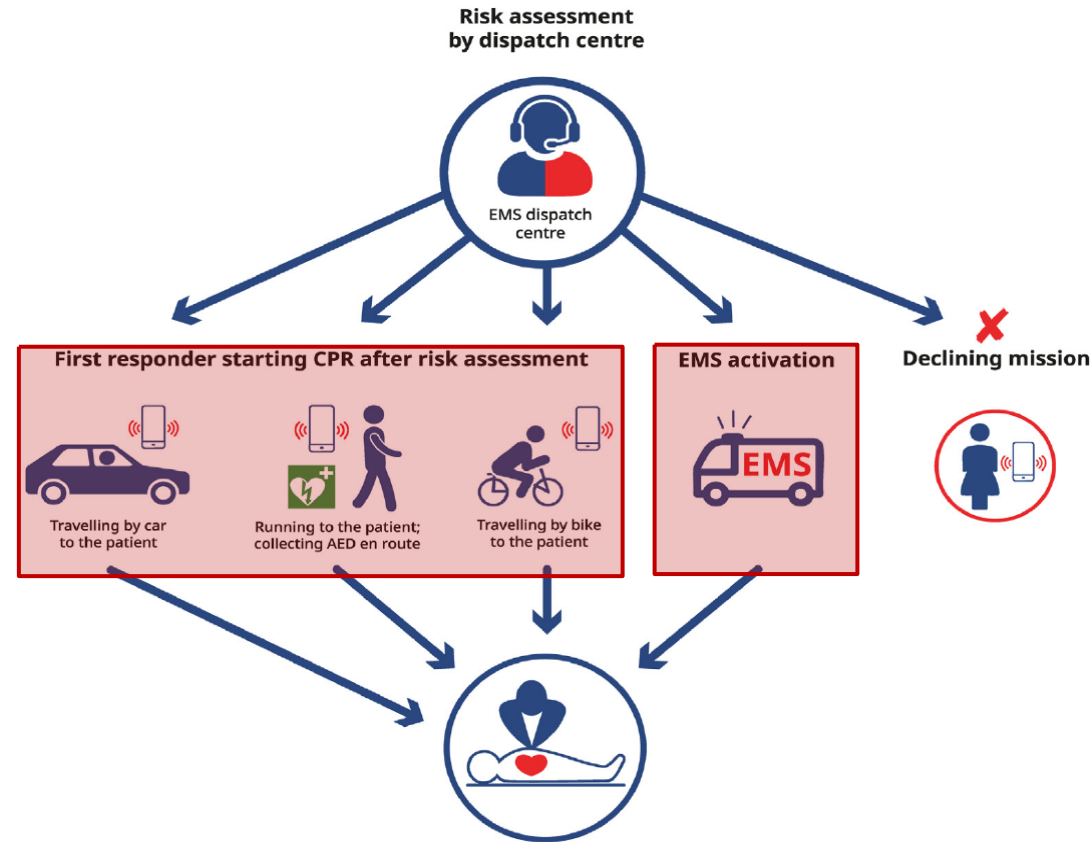 Risk assessment
by dispatch centre
EMS dispatch
centre
First responder starting CPR after risk assessment
EMS activation
Declining mission
EMS
Travelling by car
to the patient
Running to the patient;
collecting AED en route
Travelling by bike
to the patient